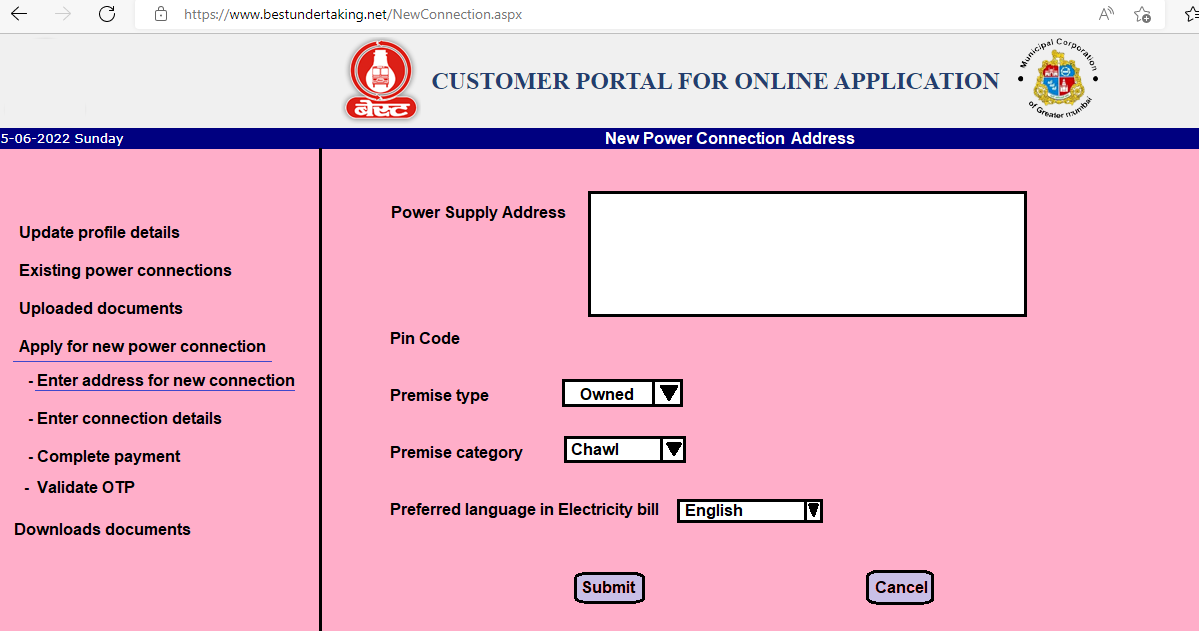 https://www.bestundertaking.net/NewConnection.aspx
बेस्ट
CUSTOMER PORTAL FOR ONLINE APPLICATION
Municipal Corporation
of Greater mumbai
5-06-2022 Sunday
New Power Connection Address
Update profile details
Existing power connections
Uploaded documents
Apply for new power connection
- Enter address for new connection
- Enter connection details
- Complete payment
- Validate OTP
Downloads documents
Power Supply Address
Pin Code
Premise type
Owned
Premise category
Chawl
Preferred language in Electricity bill
English
Submit
Cancel